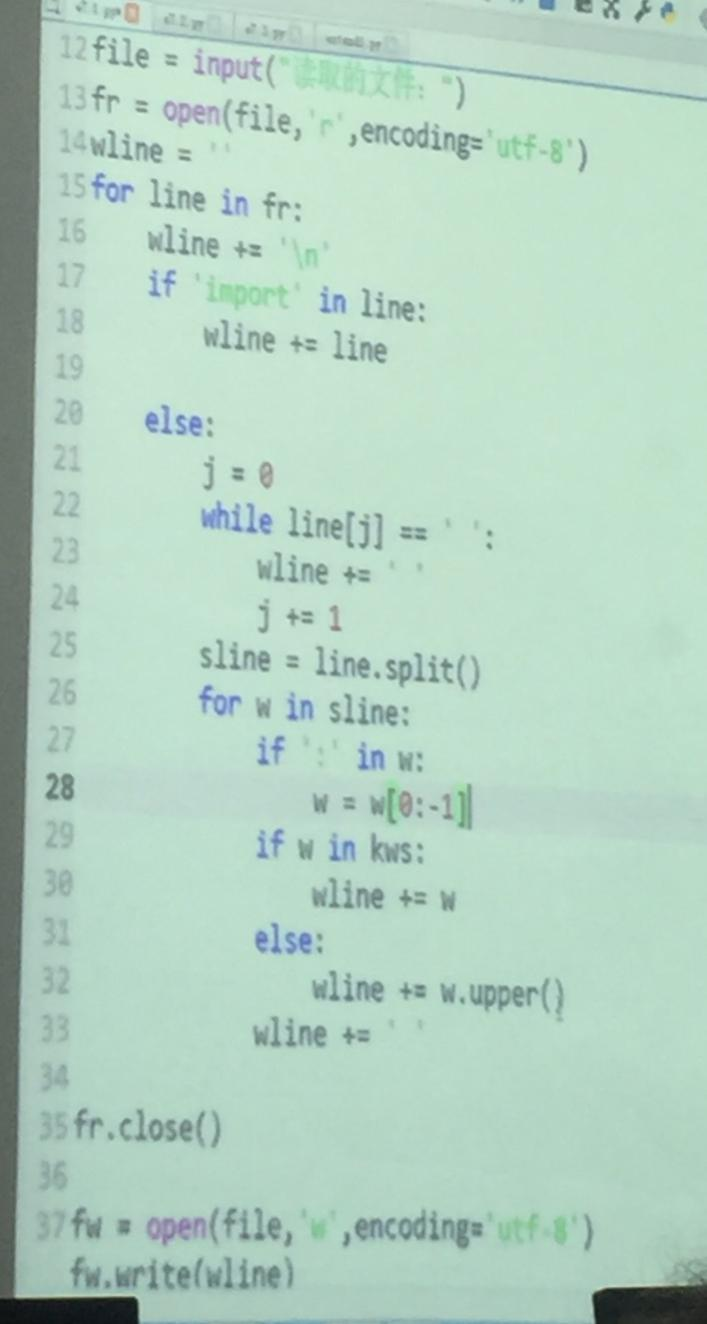 12file = input("读取的文件：")
13fr = open(file,'r',encoding='utf-8')
14wline = ''
15for line in fr:
16    wline += '\n'
17    if 'import' in line:
18        wline += line
19
20    else:
21        j = 0
22        while line[j] == ' ':
23            wline += ' '
24            j += 1
25        sline = line.split()
26        for w in sline:
27            if ':' in w:
28                w = w[0:-1]
29            if w in kws:
30                wline += w
31            else:
32                wline += w.upper()
33            wline += ' '
34
35fr.close()
36
37fw = open(file,'w',encoding='utf-8')
fw.write(wline)